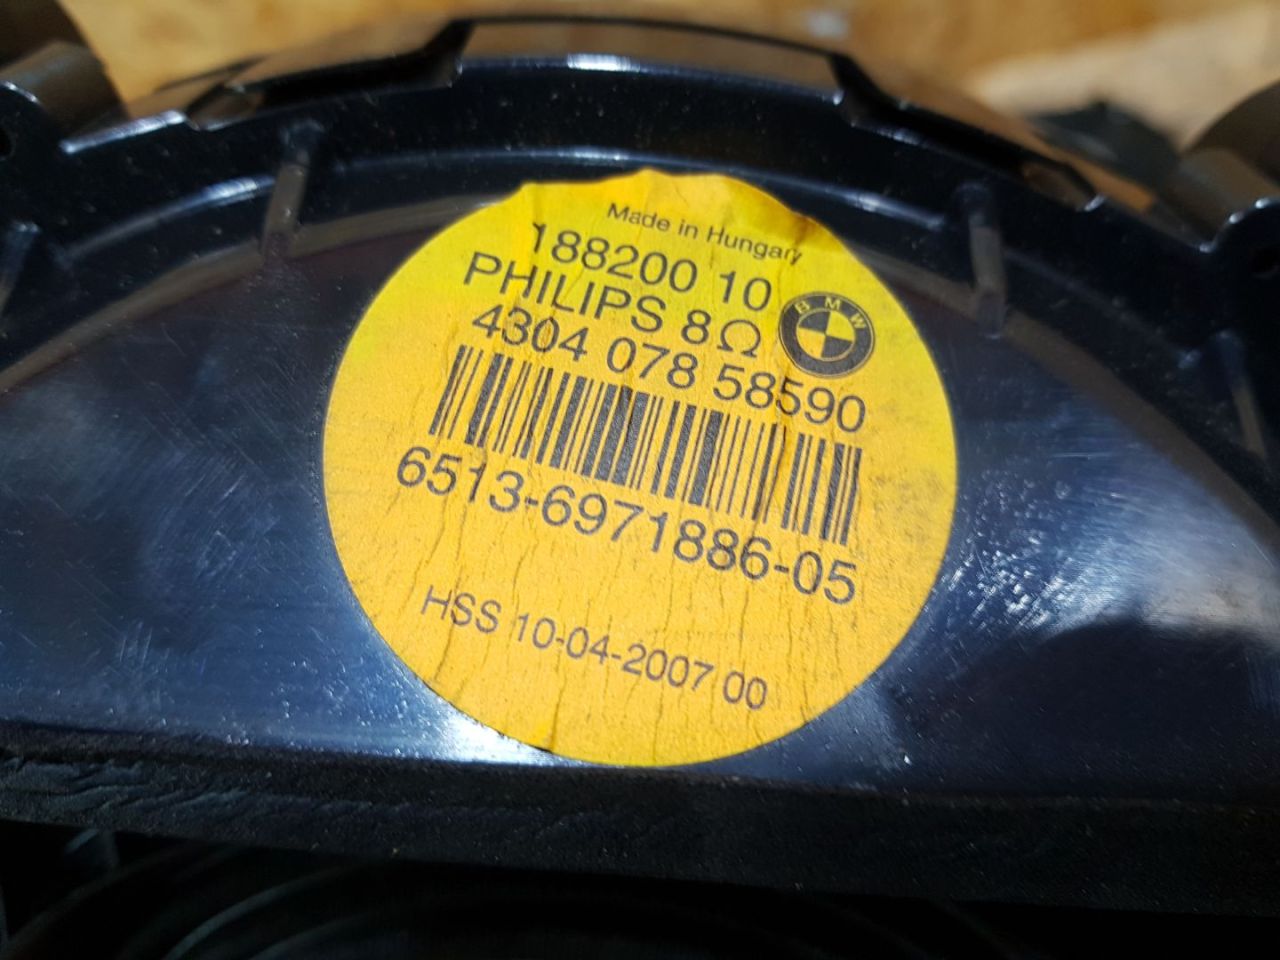 Made in Hungary
188200 10
PHILIPS 8Ω
BMW
4304 078 58590
6513-6971886-05
HSS 10-04-2007 00